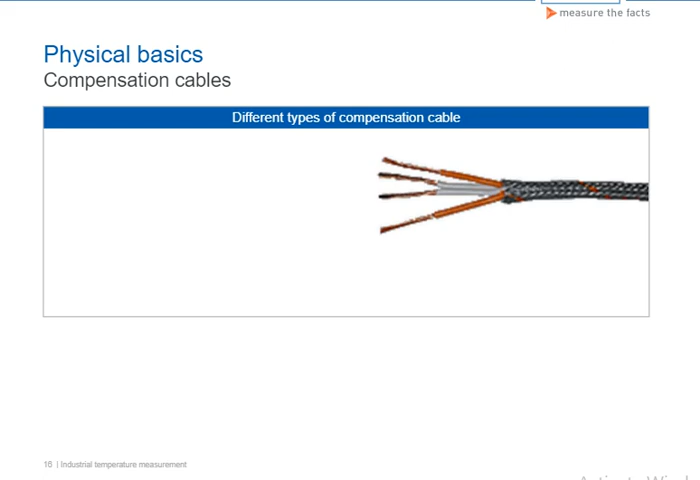 measure the facts
Physical basics
Compensation cables
Different types of compensation cable
16 | Industrial temperature measurement